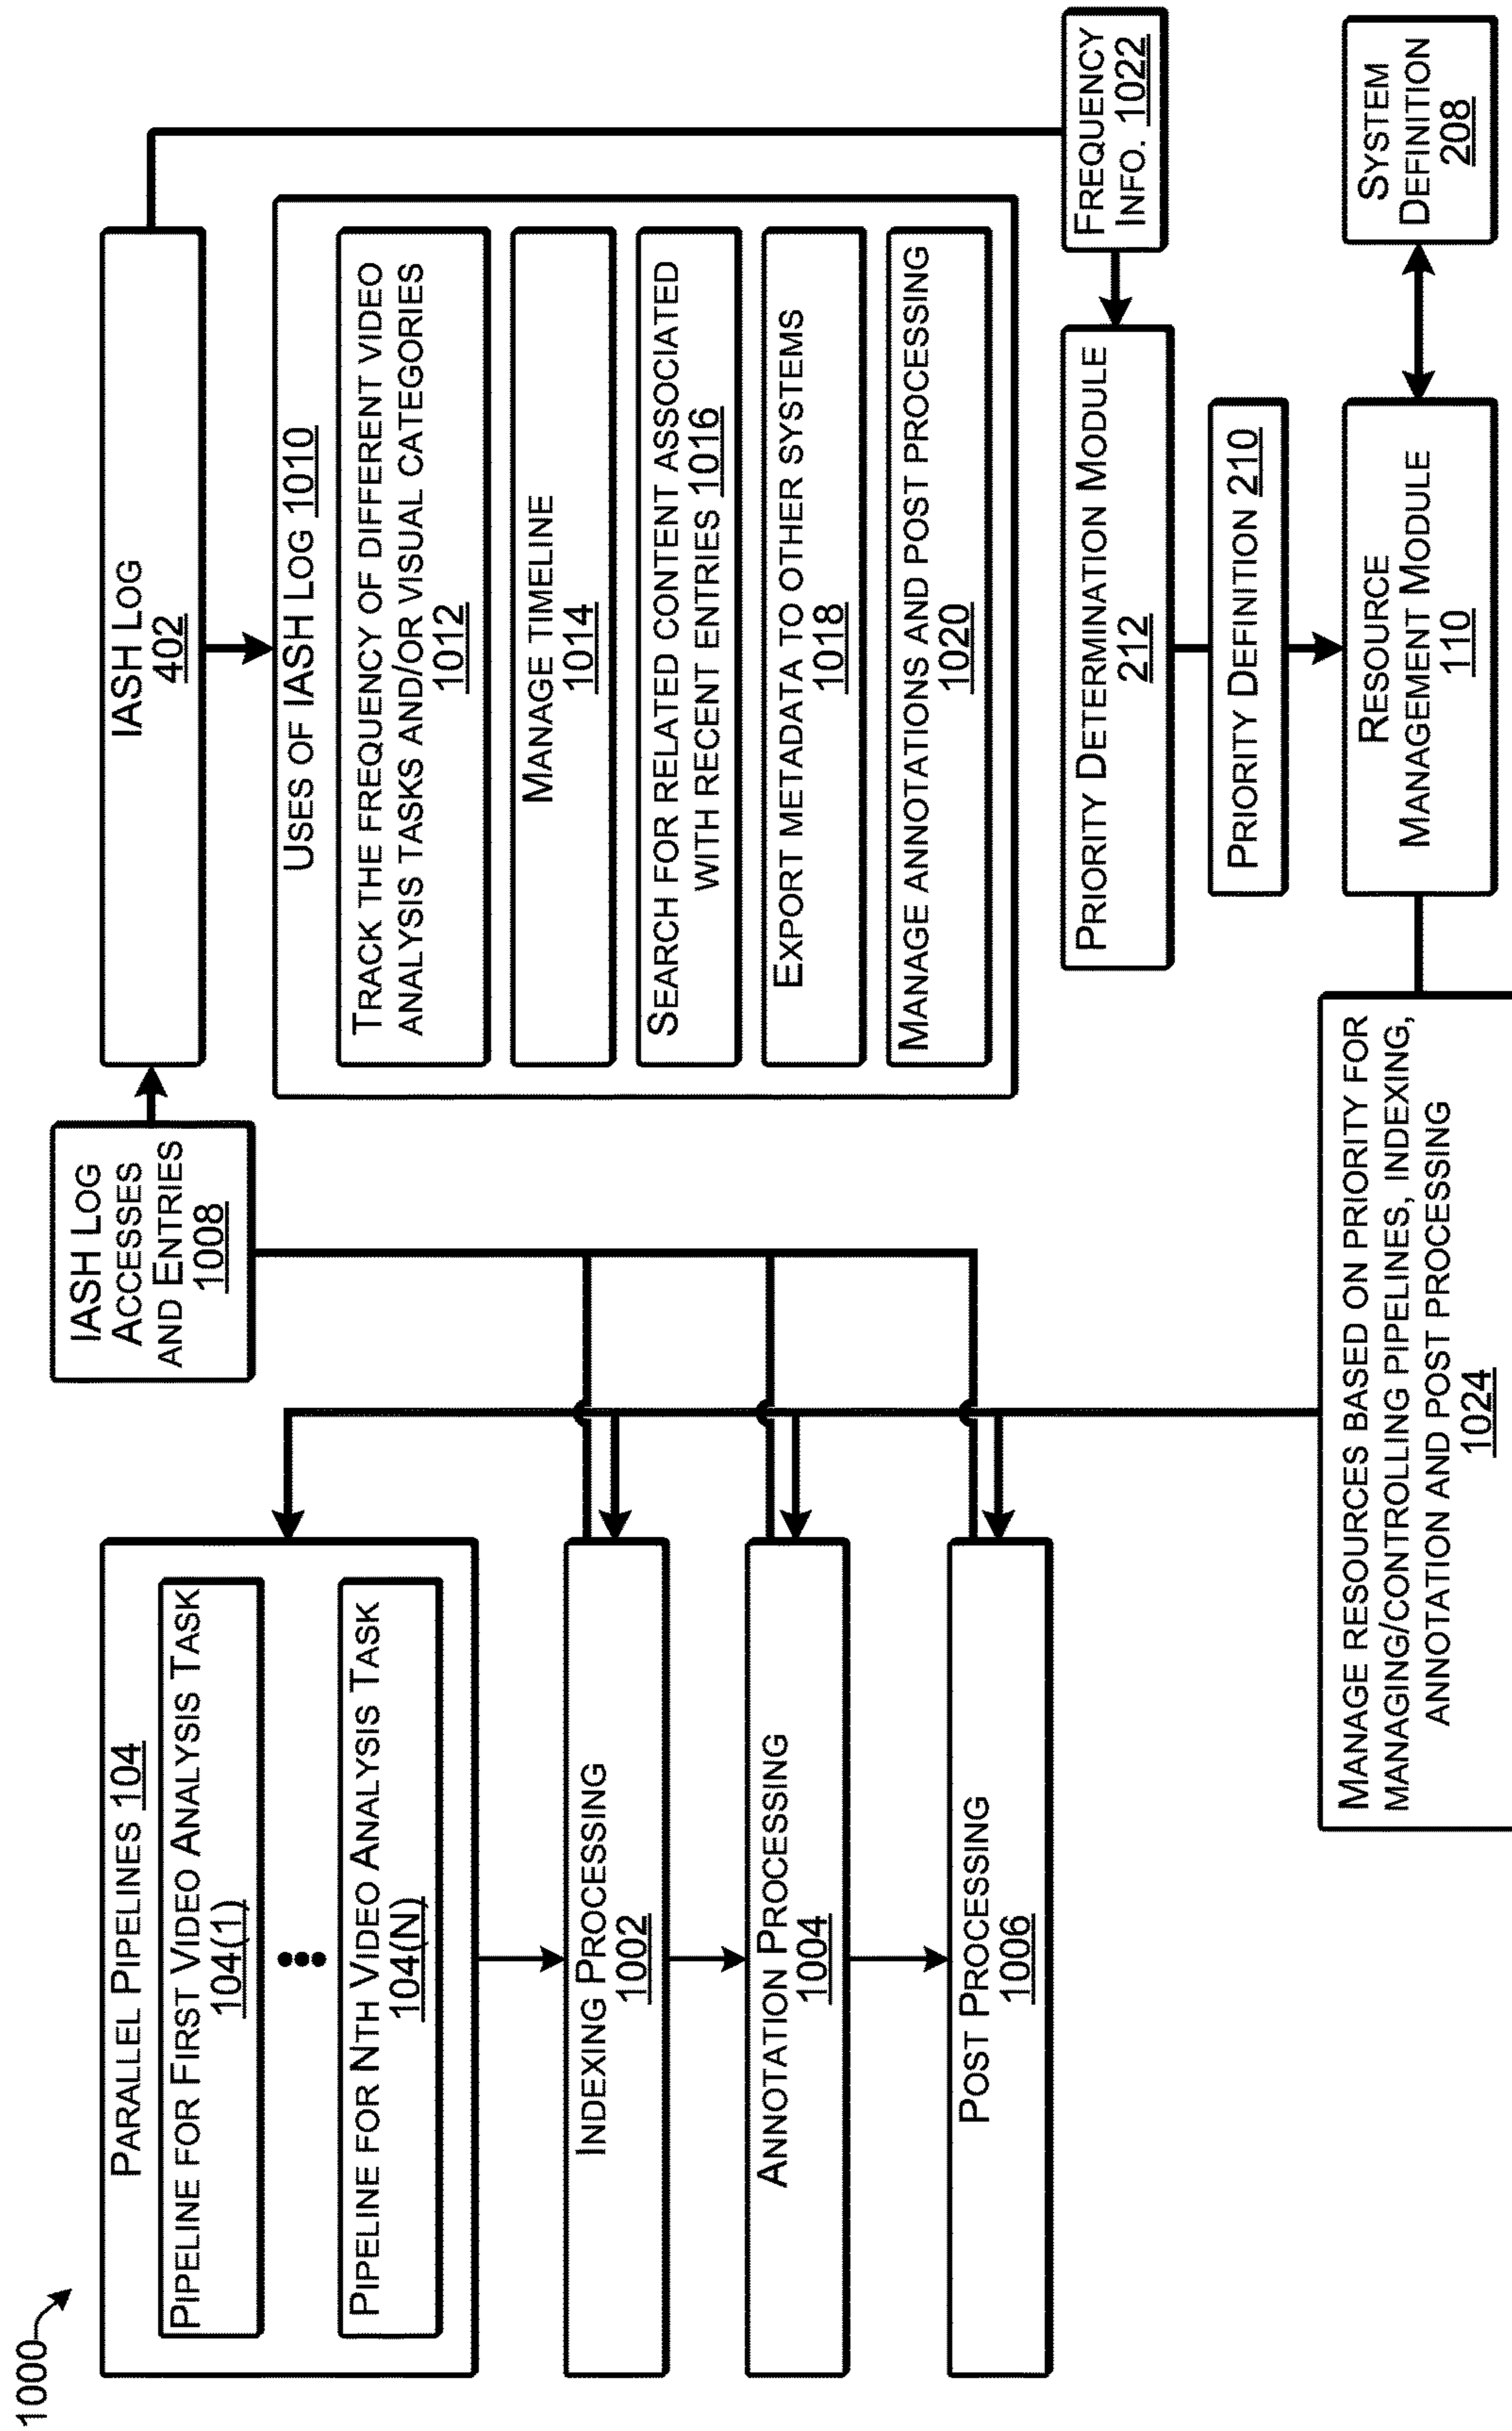 1000
PARALLEL PIPELINES 104
PIPELINE FOR FIRST VIDEO ANALYSIS TASK
104(1)
•••
PIPELINE FOR NTH VIDEO ANALYSIS TASK
104(N)
INDEXING PROCESSING
1002
ANNOTATION PROCESSING
1004
POST PROCESSING
1006
IASH LOG
ACCESSES
AND ENTRIES
1008
IASH LOG
402
USES OF IASH LOG 1010
TRACK THE FREQUENCY OF DIFFERENT VIDEO
ANALYSIS TASKS AND/OR VISUAL CATEGORIES
1012
MANAGE TIMELINE
1014
SEARCH FOR RELATED CONTENT ASSOCIATED
WITH RECENT ENTRIES 1016
EXPORT METADATA TO OTHER SYSTEMS
1018
MANAGE ANNOTATIONS AND POST PROCESSING
1020
FREQUENCY
INFO. 1022
PRIORITY DETERMINATION MODULE
212
PRIORITY DEFINITION 210
RESOURCE
MANAGEMENT MODULE
110
SYSTEM
DEFINITION
208
MANAGE RESOURCES BASED ON PRIORITY FOR
MANAGING/CONTROLLING PIPELINES, INDEXING,
ANNOTATION AND POST PROCESSING
1024